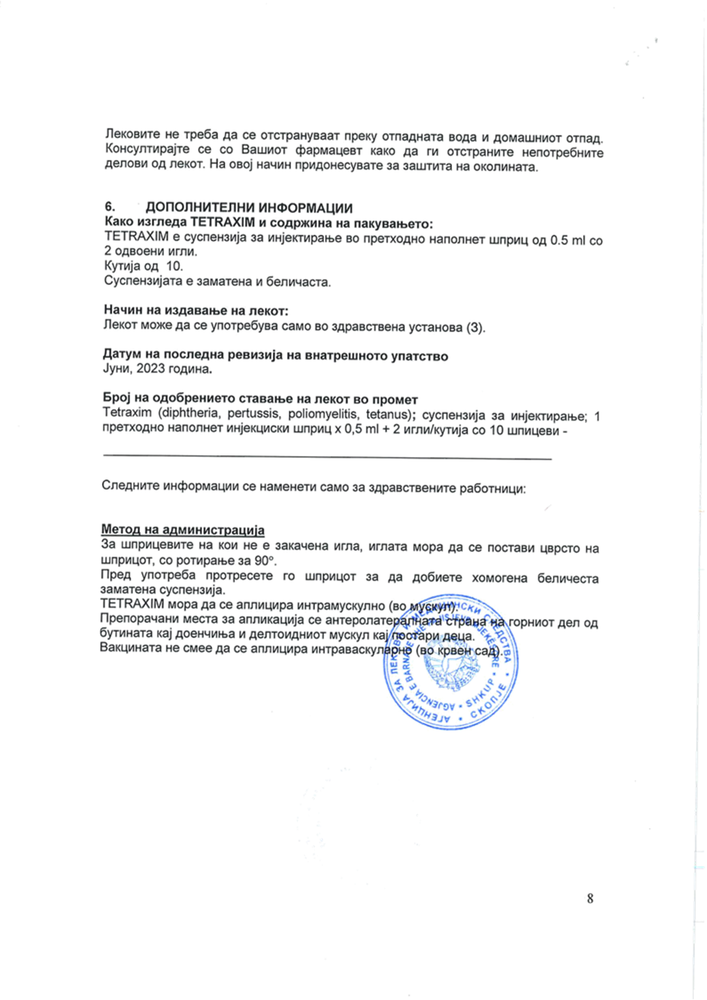 Лековите не треба да се отстрануваат преку отпадната вода и домашниот отпад.
Консултирајте се со Вашиот фармацевт како да ги отстраните непотребните
делови од лекот. На овој начин придонесувате за заштита на околината.
6. ДОПОЛНИТЕЛНИ ИНФОРМАЦИИ
Како изгледа TETRAXIM и содржина на пакувањето:
TETRAXIM е суспензија за инјектирање во претходно наполнет шприц од 0.5 ml со
2 одвоени игли.
Кутија од 10.
Суспензијата е заматена и беличаста.
Начин на издавање на лекот:
Лекот може да се употребува само во здравствена установа (З).
Датум на последна ревизија на внатрешното упатство
Јуни, 2023 година.
Број на одобрението ставање на лекот во промет
Tetraxim (diphtheria, pertussis, poliomyelitis, tetanus); суспензија за инјектирање; 1
претходно наполнет инјекциски шприц x 0,5 ml + 2 игли/кутија со 10 шпицеви -
Следните информации се наменети само за здравствените работници:
Метод на администрација
За шприцевите на кои не е закачена игла, иглата мора да се постави цврсто на
шприцот, со ротирање за 90°.
Пред употреба протресете го шприцот за да добиете хомогена беличеста
заматена суспензија.
TETRAXIM мора да се аплицира интрамускулно (во мускул).
Препорачани места за апликација се антеролатералната страна на горниот дел од
бутината кај доенчиња и делтоидниот мускул кај постари деца.
Вакцината не смее да се аплицира интраваскуларно (во крвен сад).
АГЕНЦИЈА ЗА ЛЕКОВИ И МЕДИЦИНСКИ СРЕДСТВА • СКОПЈЕ •
AGJENCIA E BARNAVE DHE MJEKËSORE • SHKUP •
8